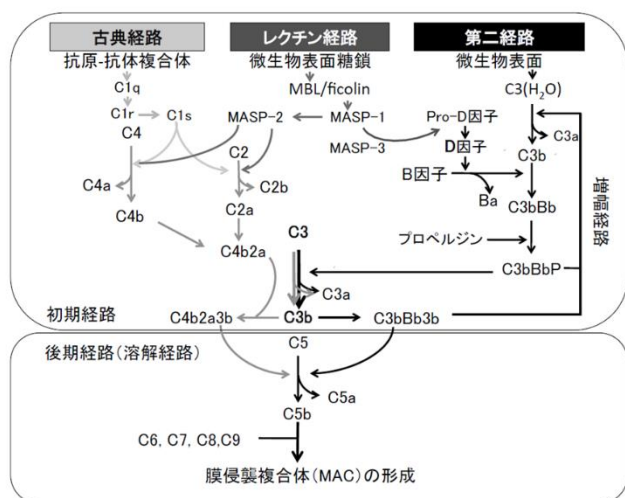 古典経路
レクチン経路
第二経路
抗原-抗体複合体
微生物表面糖鎖
微生物表面
C1q
MBL/ficolin
C3(H₂O)
C1r
C1s
MASP-2
MASP-1
Pro-D因子
C3a
C4
MASP-3
D因子
C3b
C2
B因子
C4a
C2b
Ba
C3bBb
C4b
C2a
増幅経路
プロペルジン
C4b2a
C3
C3bBbP
C3a
初期経路
C4b2a3b
C3b
C3bBb3b
後期経路(溶解経路)
C5
C5a
C5b
C6, C7, C8,C9
膜侵襲複合体(MAC)の形成